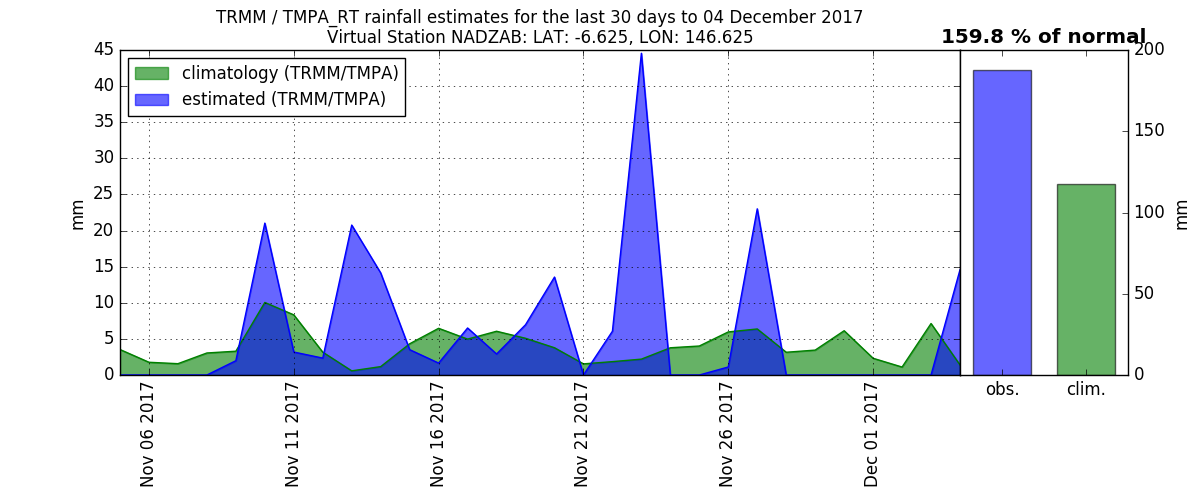 TRMM / TMPA_RT rainfall estimates for the last 30 days to 04 December 2017
Virtual Station NADZAB: LAT: -6.625, LON: 146.625
159.8 % of normal
climatology (TRMM/TMPA)
estimated (TRMM/TMPA)
45
40
35
30
25
20
15
10
5
0
mm
Nov 06 2017
Nov 11 2017
Nov 16 2017
Nov 21 2017
Nov 26 2017
Dec 01 2017
200
150
100
50
0
mm
obs.
clim.